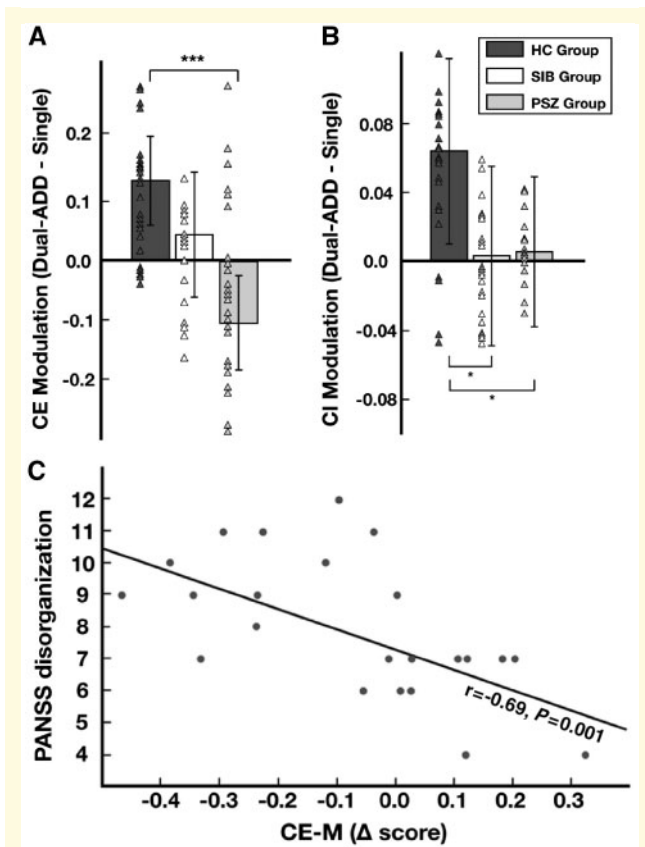 A
CE Modulation (Dual-ADD - Single)
0.2
0.1
0.0
-0.1
-0.2
***
B
CI Modulation (Dual-ADD - Single)
0.08
0.04
0.0
-0.04
-0.08
HC Group
SIB Group
PSZ Group
*
*
C
PANSS disorganization
12
11
10
9
8
7
6
5
4
r=-0.69, P=0.001
-0.4 -0.3 -0.2 -0.1 0.0 0.1 0.2 0.3
CE-M (Δ score)